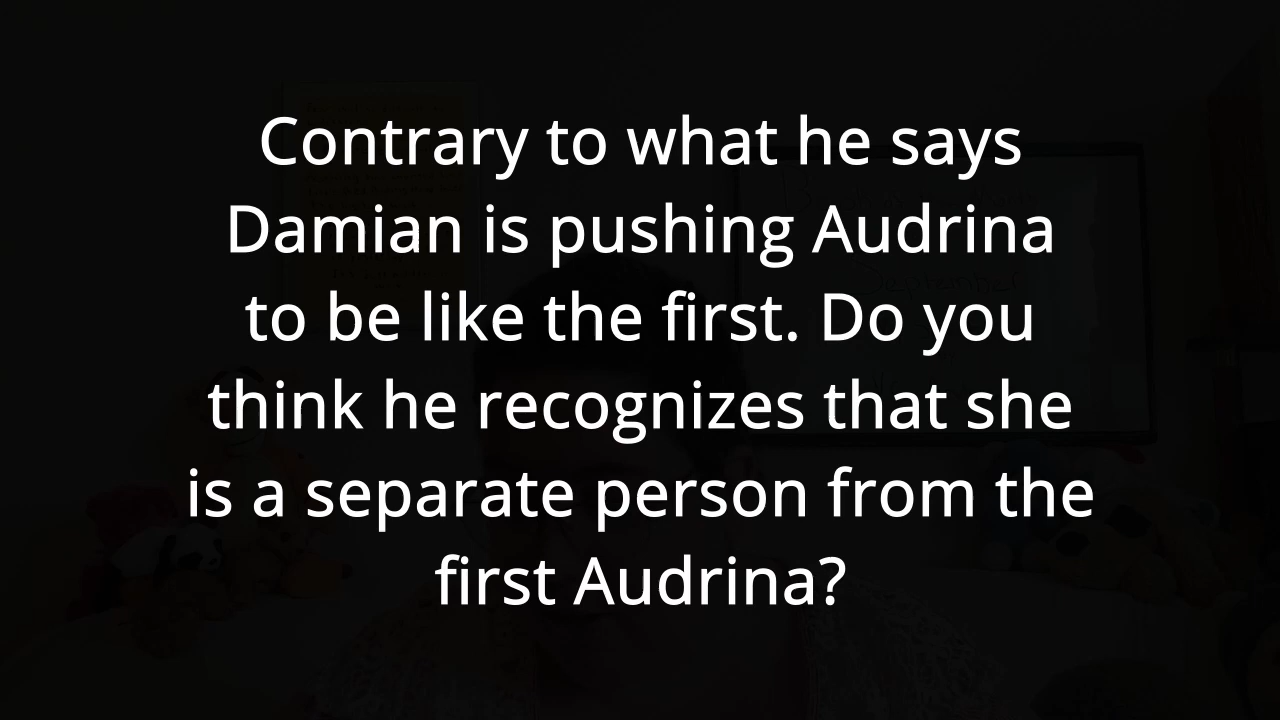 Contrary to what he says
Damian is pushing Audrina
to be like the first. Do you
think he recognizes that she
is a separate person from the
first Audrina?
September